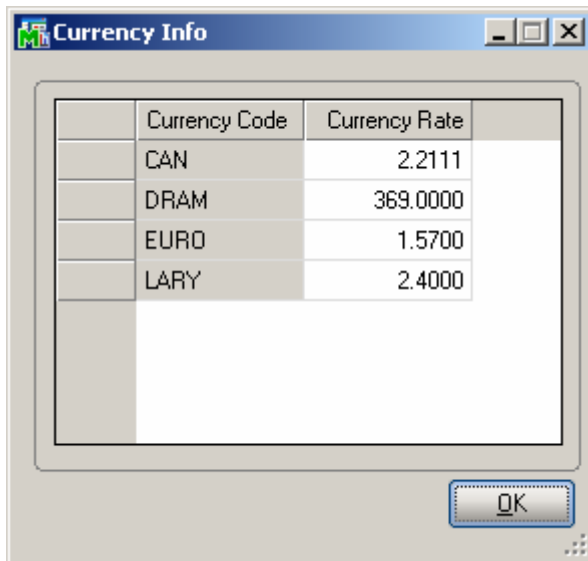 Currency Info
Currency Code Currency Rate
CAN 2.2111
DRAM 369.0000
EURO 1.5700
LARY 2.4000
OK